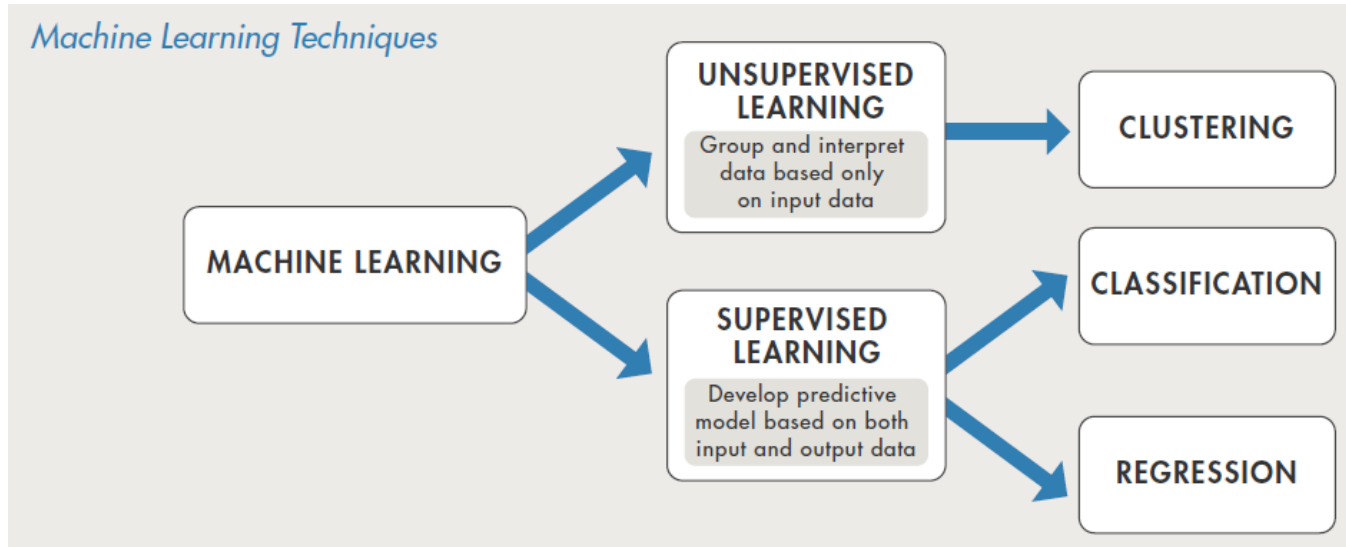 Machine Learning Techniques
MACHINE LEARNING
UNSUPERVISED
LEARNING
Group and interpret
data based only
on input data
SUPERVISED
LEARNING
Develop predictive
model based on both
input and output data
CLUSTERING
CLASSIFICATION
REGRESSION